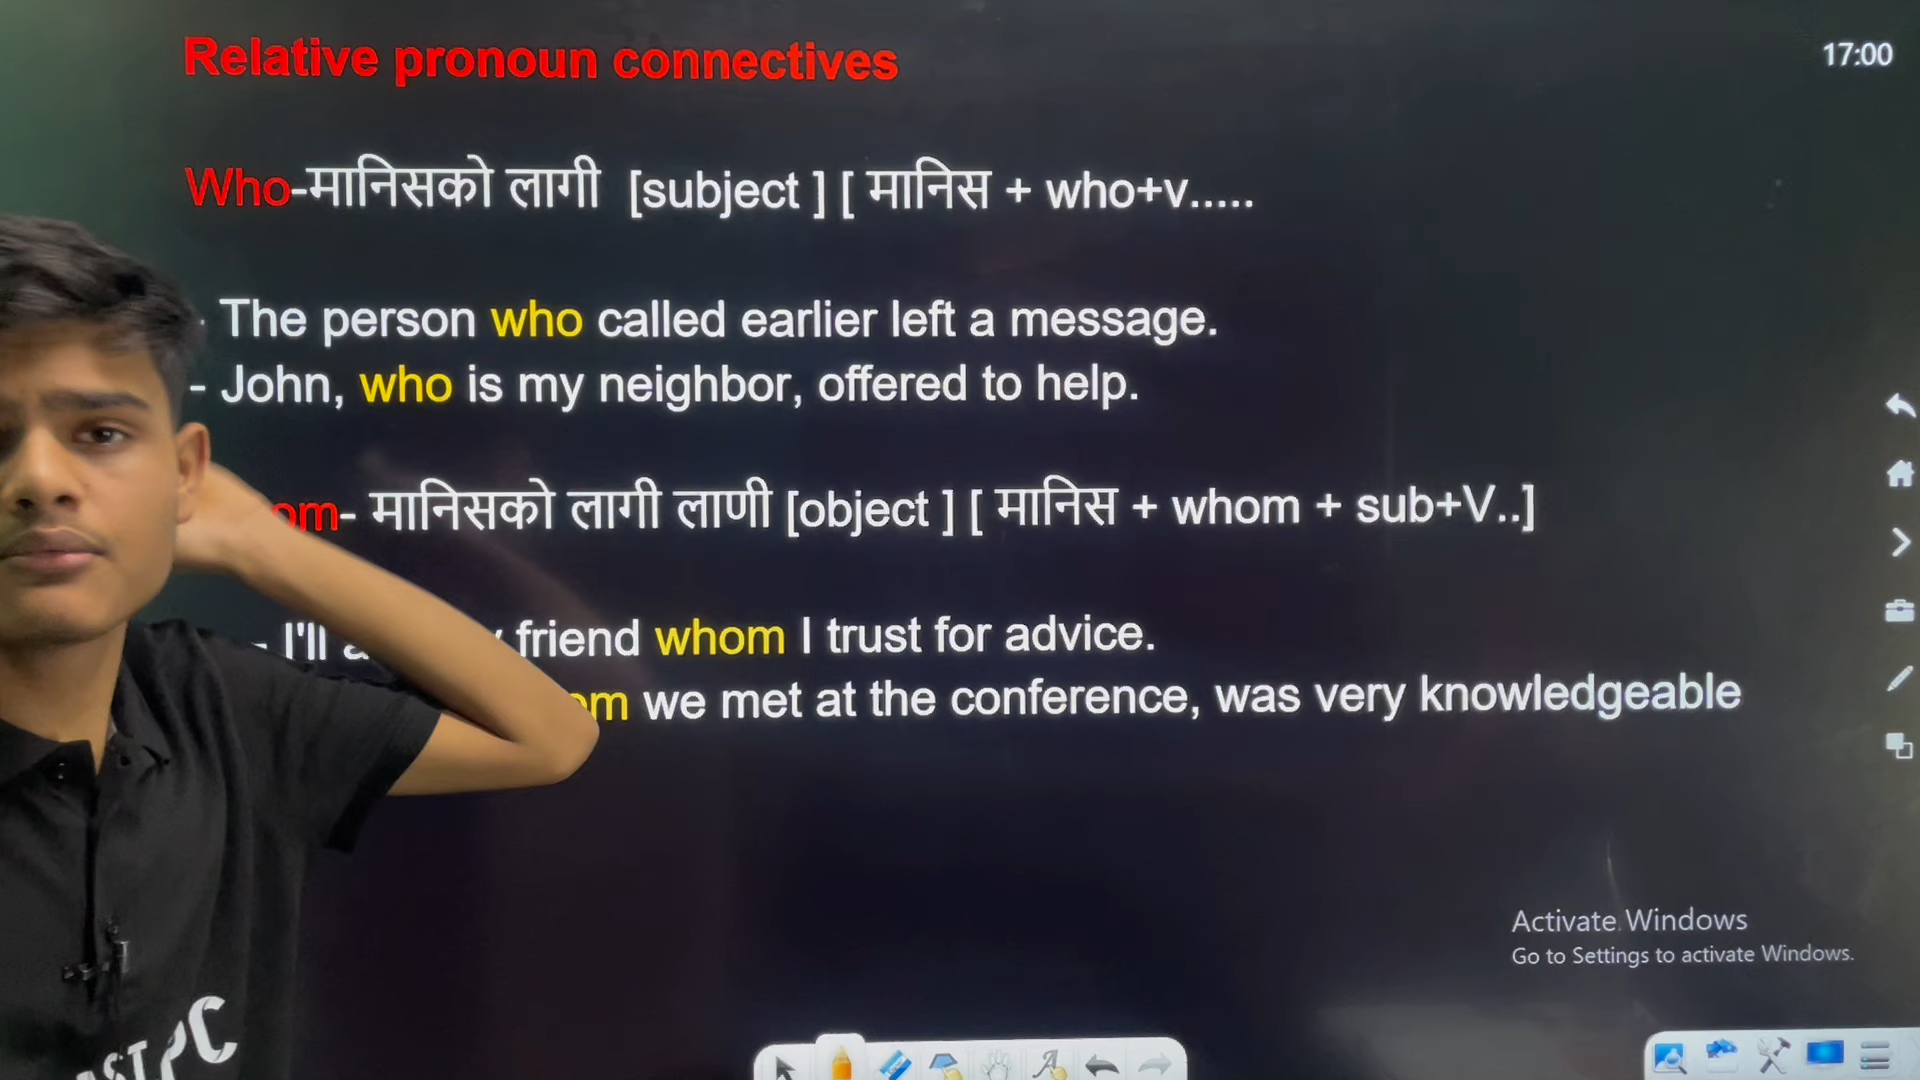 Relative pronoun connectives
17:00
Who-मानिसको लागी [subject ] [ मानिस + who+v.....
- The person who called earlier left a message.
- John, who is my neighbor, offered to help.
om- मानिसको लागी लाणी [object ] [ मानिस + whom + sub+V..]
- I'll friend whom I trust for advice.
om we met at the conference, was very knowledgeable
Activate Windows
Go to Settings to activate Windows.